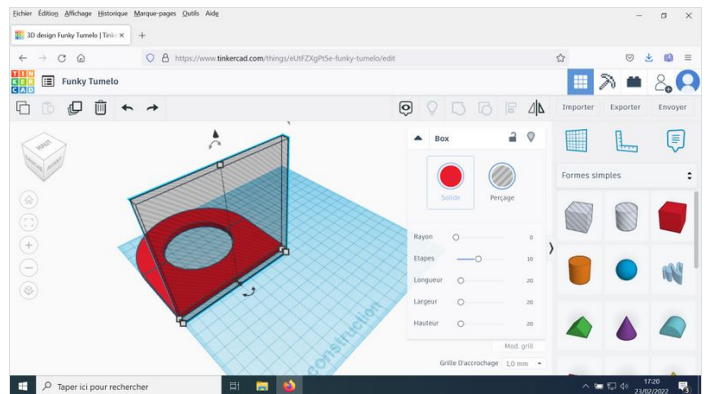 Fichier Édition Affichage Historique Marque-pages Outils Aide
3D design Funky Tumelo | Tink
https://www.tinkercad.com/things/eUtFZXgPtSe-funky-tumelo/edit
TIN
KER
CAD
Funky Tumelo
Importer Exporter Envoyer
HAUT
Box
Solide Perçage
Formes simples
Rayon 0
Etapes 10
Longueur 20
Largeur 20
Hauteur 20
Mod. grill
Grille D'accrochage 1,0 mm
construction
Taper ici pour rechercher
17:20
23/02/2022